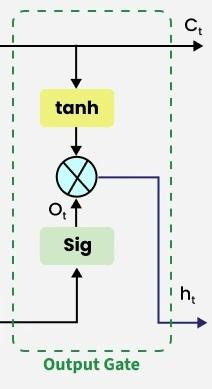 Cₜ
tanh
Oₜ
Sig
hₜ
Output Gate